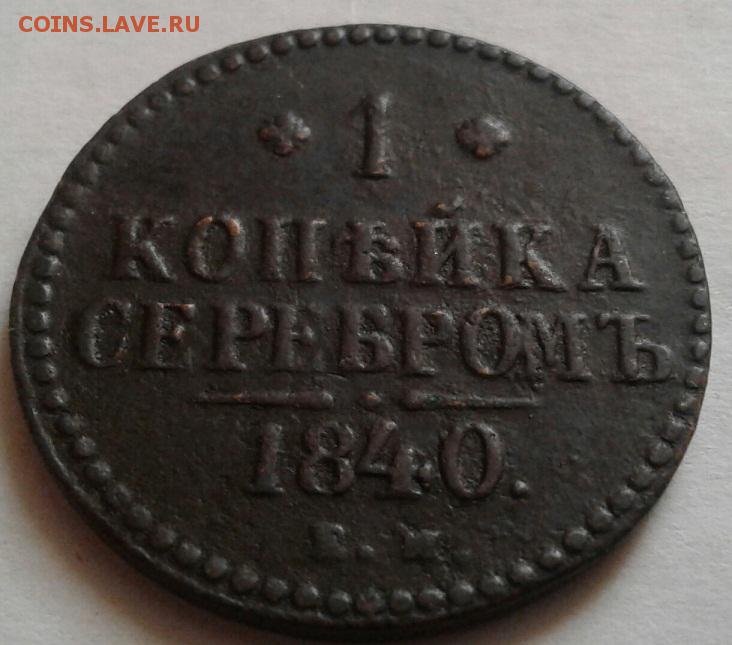 COINS.LAVE.RU
1
КОПѢЙКА
СЕРЕБРОМЪ
1840.
Е. М.